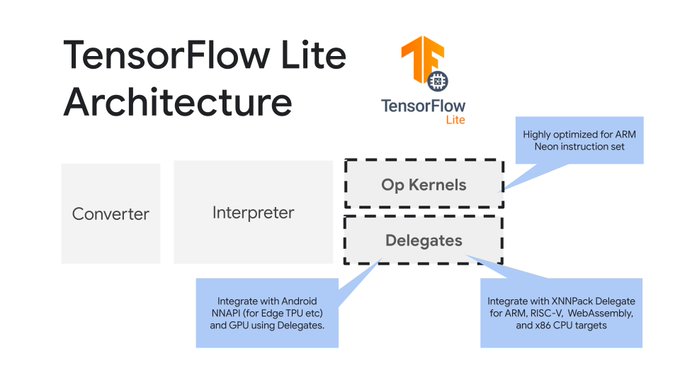 TensorFlow Lite
Architecture
TensorFlow
Lite
Highly optimized for ARM
Neon instruction set
Converter
Interpreter
Op Kernels
Delegates
Integrate with Android
NNAPI (for Edge TPU etc)
and GPU using Delegates.
Integrate with XNNPack Delegate
for ARM, RISC-V, WebAssembly,
and x86 CPU targets